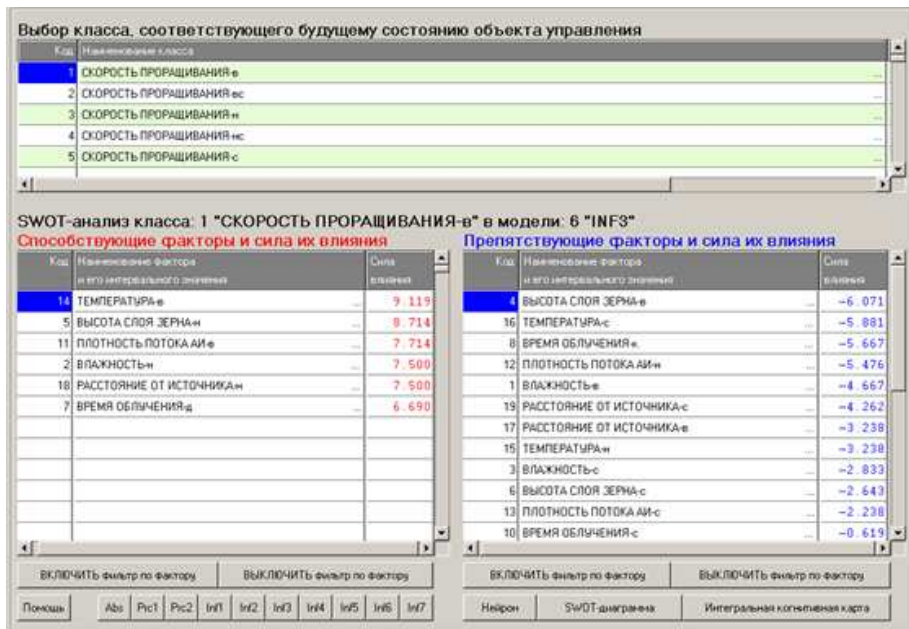 Выбор класса, соответствующего будущему состоянию объекта управления
Код Наименование класса
1 СКОРОСТЬ ПРОРАЩИВАНИЯ-в ...
2 СКОРОСТЬ ПРОРАЩИВАНИЯ-вс ...
3 СКОРОСТЬ ПРОРАЩИВАНИЯ-н ...
4 СКОРОСТЬ ПРОРАЩИВАНИЯ-нс ...
5 СКОРОСТЬ ПРОРАЩИВАНИЯ-с ...
SWOT-анализ класса: 1 "СКОРОСТЬ ПРОРАЩИВАНИЯ-в" в модели: 6 "INF3"
Способствующие факторы и сила их влияния
Код Наименование фактора и его интервального значения Сила влияния
14 ТЕМПЕРАТУРА-в ... 9.119
5 ВЫСОТА СЛОЯ ЗЕРНА-н ... 8.714
11 ПЛОТНОСТЬ ПОТОКА АИ-в ... 7.714
2 ВЛАЖНОСТЬ-н ... 7.500
18 РАССТОЯНИЕ ОТ ИСТОЧНИКА-н ... 7.500
7 ВРЕМЯ ОБЛУЧЕНИЯ-д ... 6.690
ВКЛЮЧИТЬ фильтр по фактору ВЫКЛЮЧИТЬ фильтр по фактору
Препятствующие факторы и сила их влияния
Код Наименование фактора и его интервального значения Сила влияния
4 ВЫСОТА СЛОЯ ЗЕРНА-в ... -6.071
16 ТЕМПЕРАТУРА-с ... -5.881
8 ВРЕМЯ ОБЛУЧЕНИЯ-к ... -5.667
12 ПЛОТНОСТЬ ПОТОКА АИ-н ... -5.476
1 ВЛАЖНОСТЬ-в ... -4.667
19 РАССТОЯНИЕ ОТ ИСТОЧНИКА-с ... -4.262
17 РАССТОЯНИЕ ОТ ИСТОЧНИКА-в ... -3.238
15 ТЕМПЕРАТУРА-н ... -3.238
3 ВЛАЖНОСТЬ-с ... -2.833
6 ВЫСОТА СЛОЯ ЗЕРНА-с ... -2.643
13 ПЛОТНОСТЬ ПОТОКА АИ-с ... -2.238
10 ВРЕМЯ ОБЛУЧЕНИЯ-с ... -0.619
ВКЛЮЧИТЬ фильтр по фактору ВЫКЛЮЧИТЬ фильтр по фактору
Помощь Abs Prc1 Prc2 Inf1 Inf2 Inf3 Inf4 Inf5 Inf6 Inf7 Нейрон SWOT-диаграмма Интегральная когнитивная карта